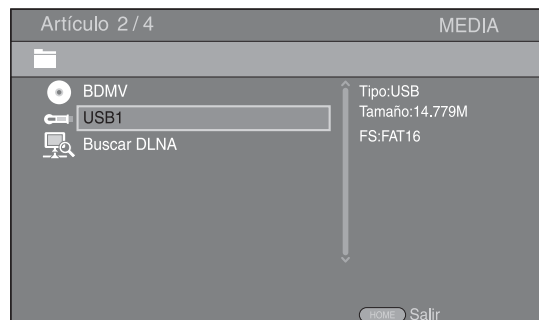 Artículo 2/4 MEDIA
BDMV
USB1
Buscar DLNA
Tipo:USB
Tamaño:14.779M
FS:FAT16
HOME Salir